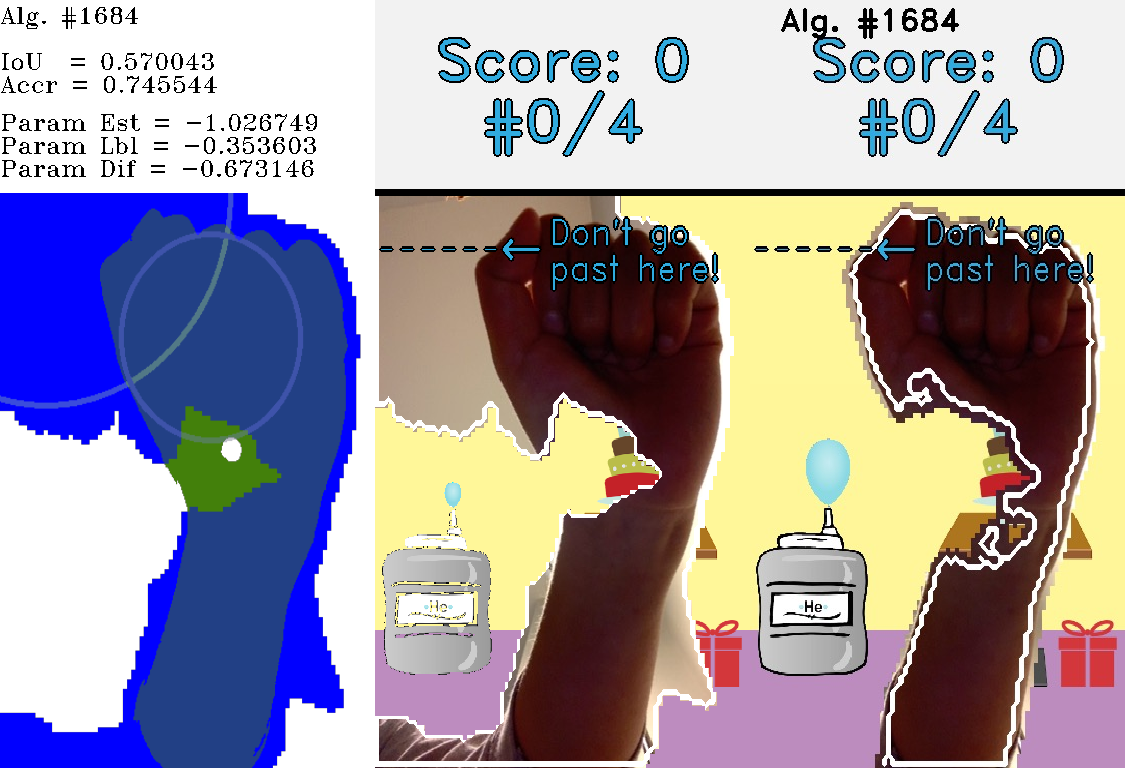 Alg. #1684
IoU = 0.570043
Accr = 0.745544
Param Est = −1.026749
Param Lbl = −0.353603
Param Dif = −0.673146
Score: 0
#0/4
← Don't go
past here!
He
Alg. #1684
Score: 0
#0/4
← Don't go
past here!
He